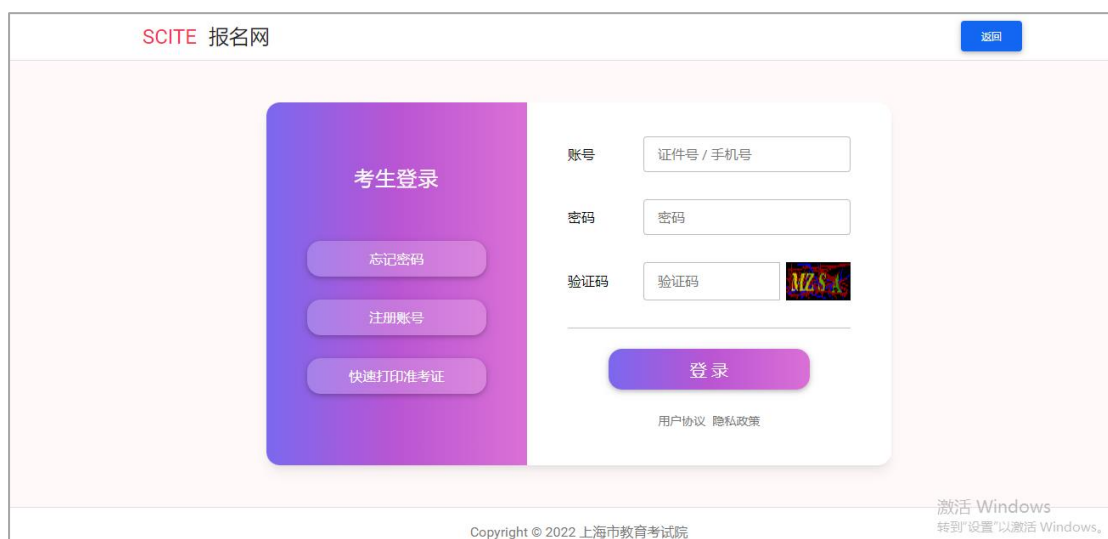 SCITE 报名网
返回
考生登录
忘记密码
注册账号
快速打印准考证
账号 证件号 / 手机号
密码 密码
验证码 验证码 MZSA
登 录
用户协议 隐私政策
激活 Windows
转到"设置"以激活 Windows。
Copyright © 2022 上海市教育考试院